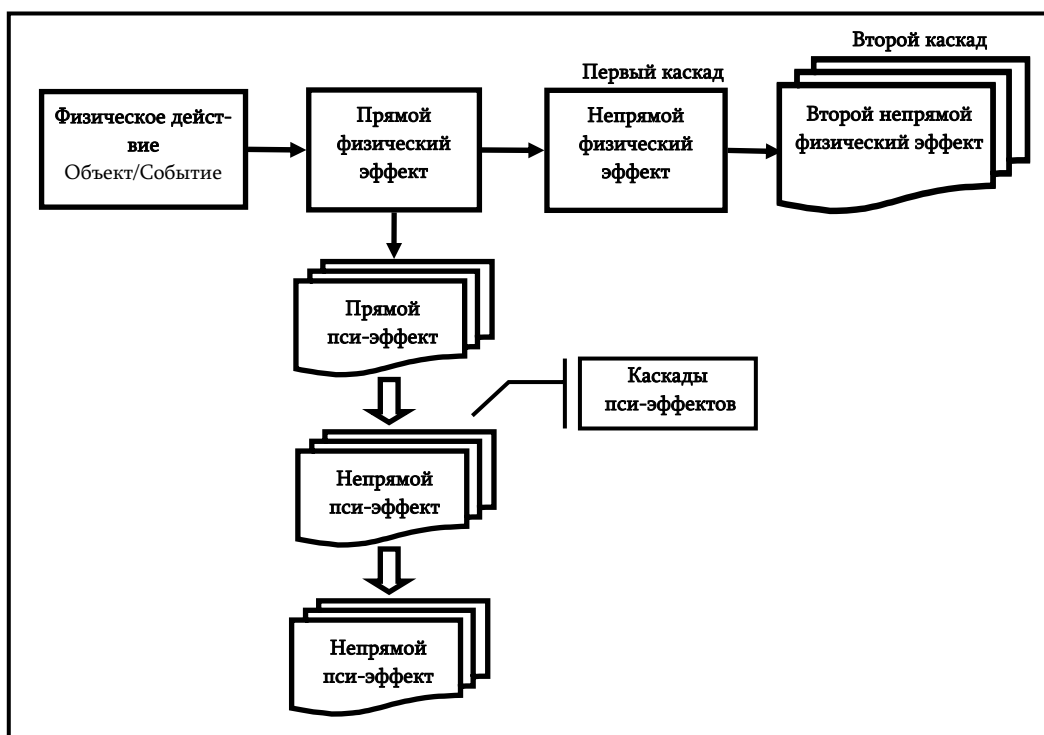 Второй каскад
Первый каскад
Физическое дейст-
вие
Объект/Событие
Прямой
физический
эффект
Непрямой
физический
эффект
Второй непрямой
физический эффект
Прямой
пси-эффект
Каскады
пси-эффектов
Непрямой
пси-эффект
Непрямой
пси-эффект